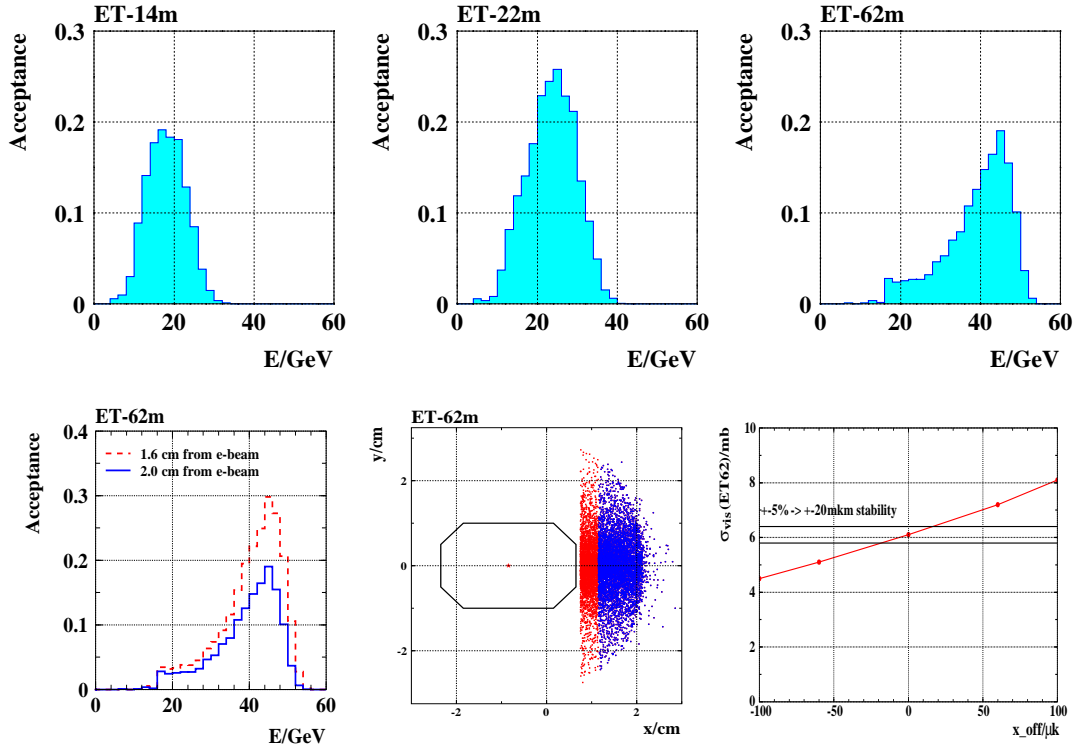 ET-14m
Acceptance
0.3
0.2
0.1
0
0
20
40
60
E/GeV
ET-22m
Acceptance
0.3
0.2
0.1
0
0
20
40
60
E/GeV
ET-62m
Acceptance
0.3
0.2
0.1
0
0
20
40
60
E/GeV
ET-62m
Acceptance
0.4
0.3
0.2
0.1
0
1.6 cm from e-beam
2.0 cm from e-beam
0
20
40
60
E/GeV
ET-62m
y/cm
2
0
-2
-2
0
2
x/cm
σvis(ET62)/mb
10
8
6
4
2
0
+-5% -> +-20mkm stability
-100
-50
0
50
100
x_off/μk